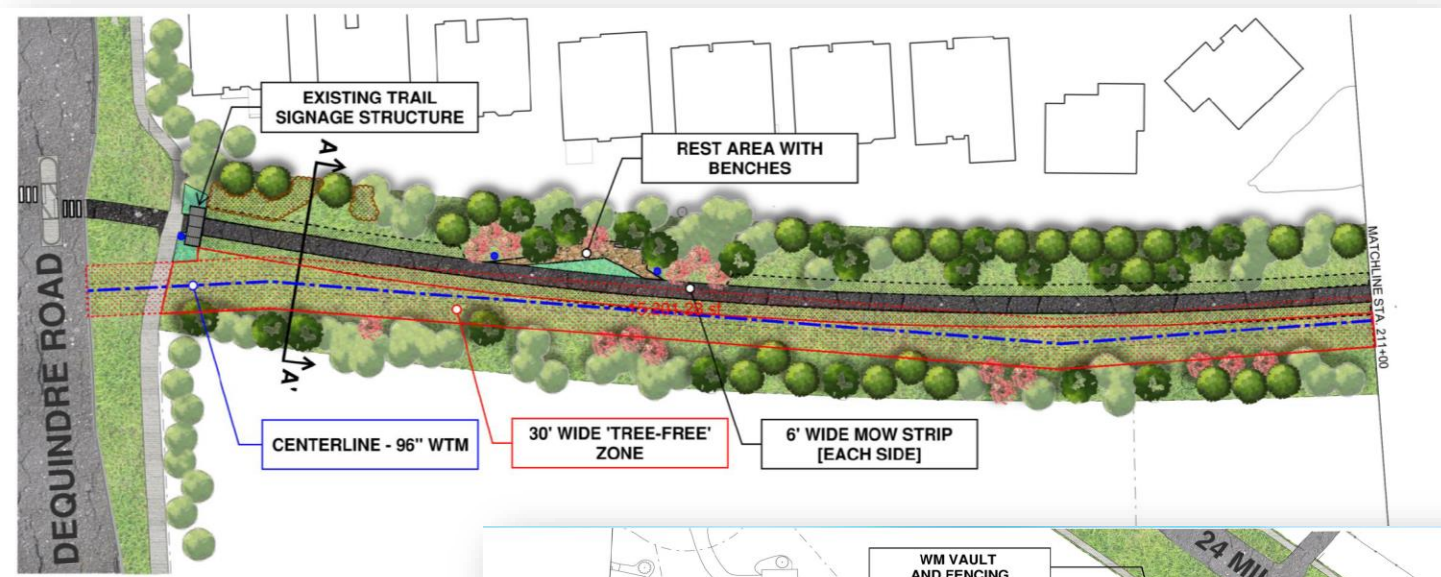 EXISTING TRAIL
SIGNAGE STRUCTURE
A
REST AREA WITH
BENCHES
MATCHLINE STA. 211+00
DEQUINDRE ROAD
A'
CENTERLINE - 96" WTM
30' WIDE 'TREE-FREE'
ZONE
6' WIDE MOW STRIP
[EACH SIDE]
WM VAULT
AND FENCING
24 MI